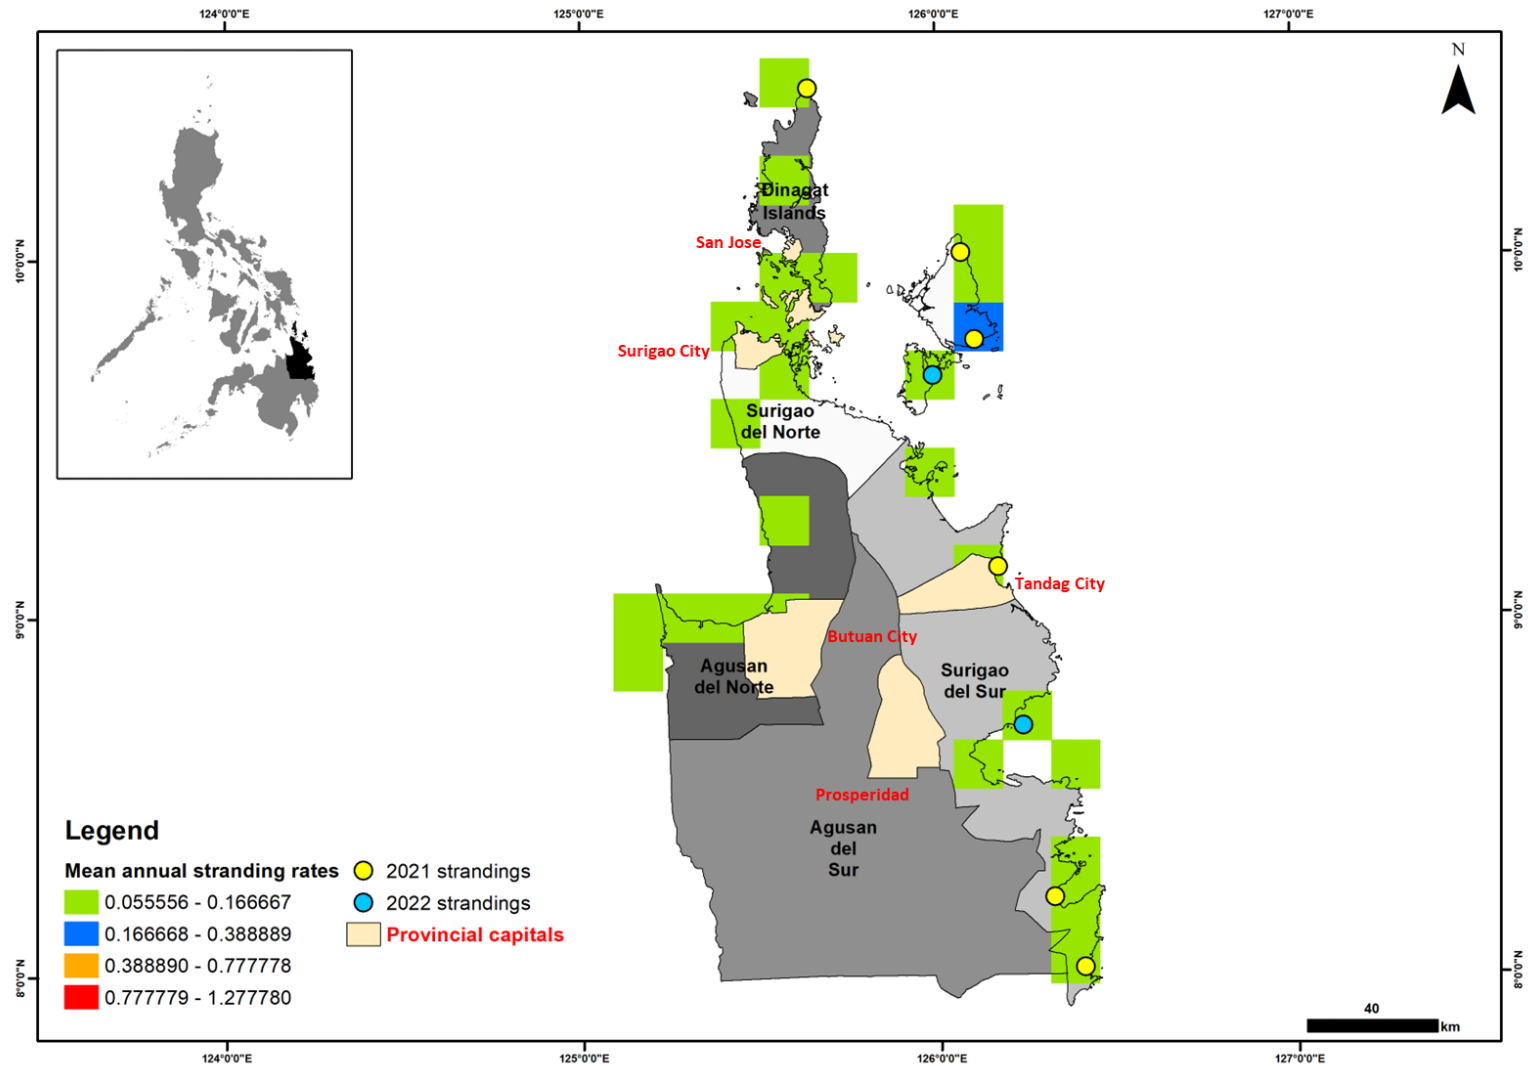 124°0'0"E 125°0'0"E 126°0'0"E 127°0'0"E
N
Dinagat
Islands
San Jose
10°0'0"N 10°0'0"N
Surigao City
Surigao
del Norte
Tandag City
9°0'0"N 9°0'0"N
Butuan City
Agusan
del Norte
Surigao
del Sur
Prosperidad
Agusan
del
Sur
Legend
Mean annual stranding rates
0.055556 - 0.166667
0.166668 - 0.388889
0.388890 - 0.777778
0.777779 - 1.277780
2021 strandings
2022 strandings
Provincial capitals
8°0'0"N 8°0'0"N
40
km
124°0'0"E 125°0'0"E 126°0'0"E 127°0'0"E